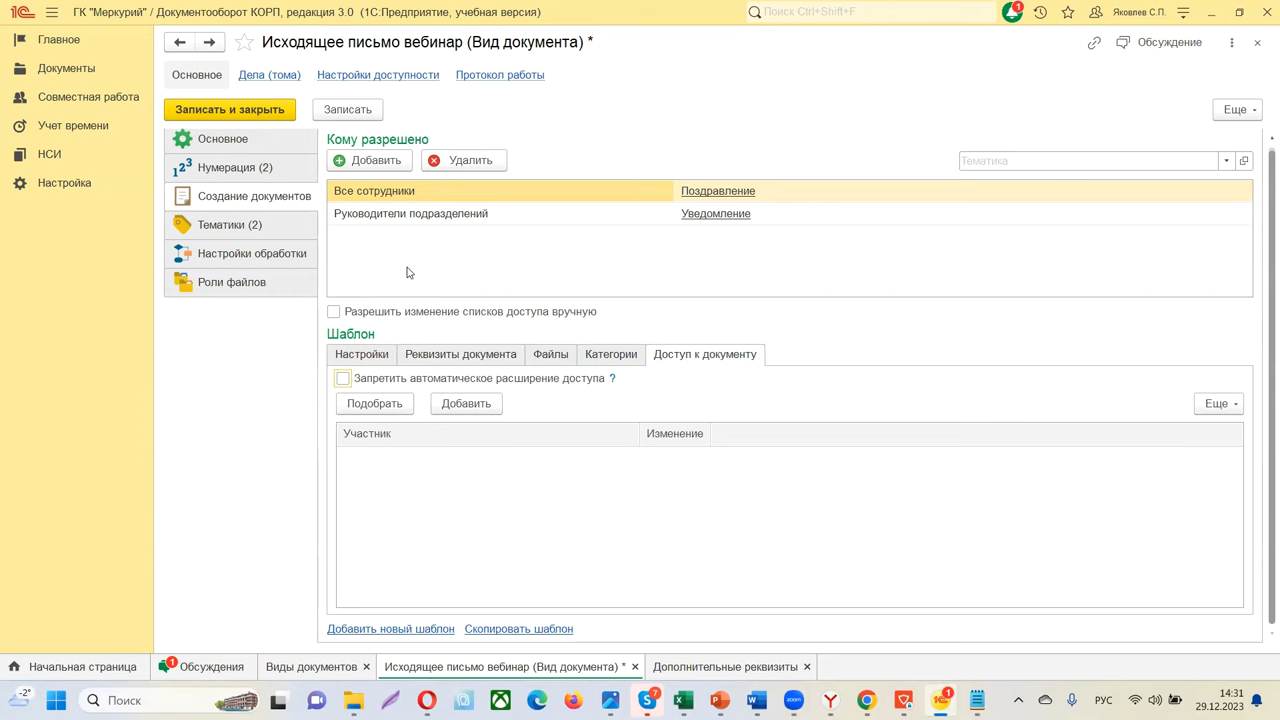 ГК "Меркурий" / Документооборот КОРП, редакция 3.0 (1С:Предприятие, учебная версия)
Поиск Ctrl+Shift+F
1
Яковлев С.П.
Главное
Документы
Совместная работа
Учет времени
НСИ
Настройка
Исходящее письмо вебинар (Вид документа) *
Обсуждение
Основное
Дела (тома)
Настройки доступности
Протокол работы
Записать и закрыть
Записать
Еще
Основное
Нумерация (2)
Создание документов
Тематики (2)
Настройки обработки
Роли файлов
Кому разрешено
Добавить
Удалить
Тематика
Все сотрудники
Поздравление
Руководители подразделений
Уведомление
Разрешить изменение списков доступа вручную
Шаблон
Настройки
Реквизиты документа
Файлы
Категории
Доступ к документу
Запретить автоматическое расширение доступа ?
Подобрать
Добавить
Еще
Участник
Изменение
Добавить новый шаблон
Скопировать шаблон
Начальная страница
1
Обсуждения
Виды документов
Исходящее письмо вебинар (Вид документа) *
Дополнительные реквизиты
-2°
Поиск
7
1
РУС
14:31
29.12.2023